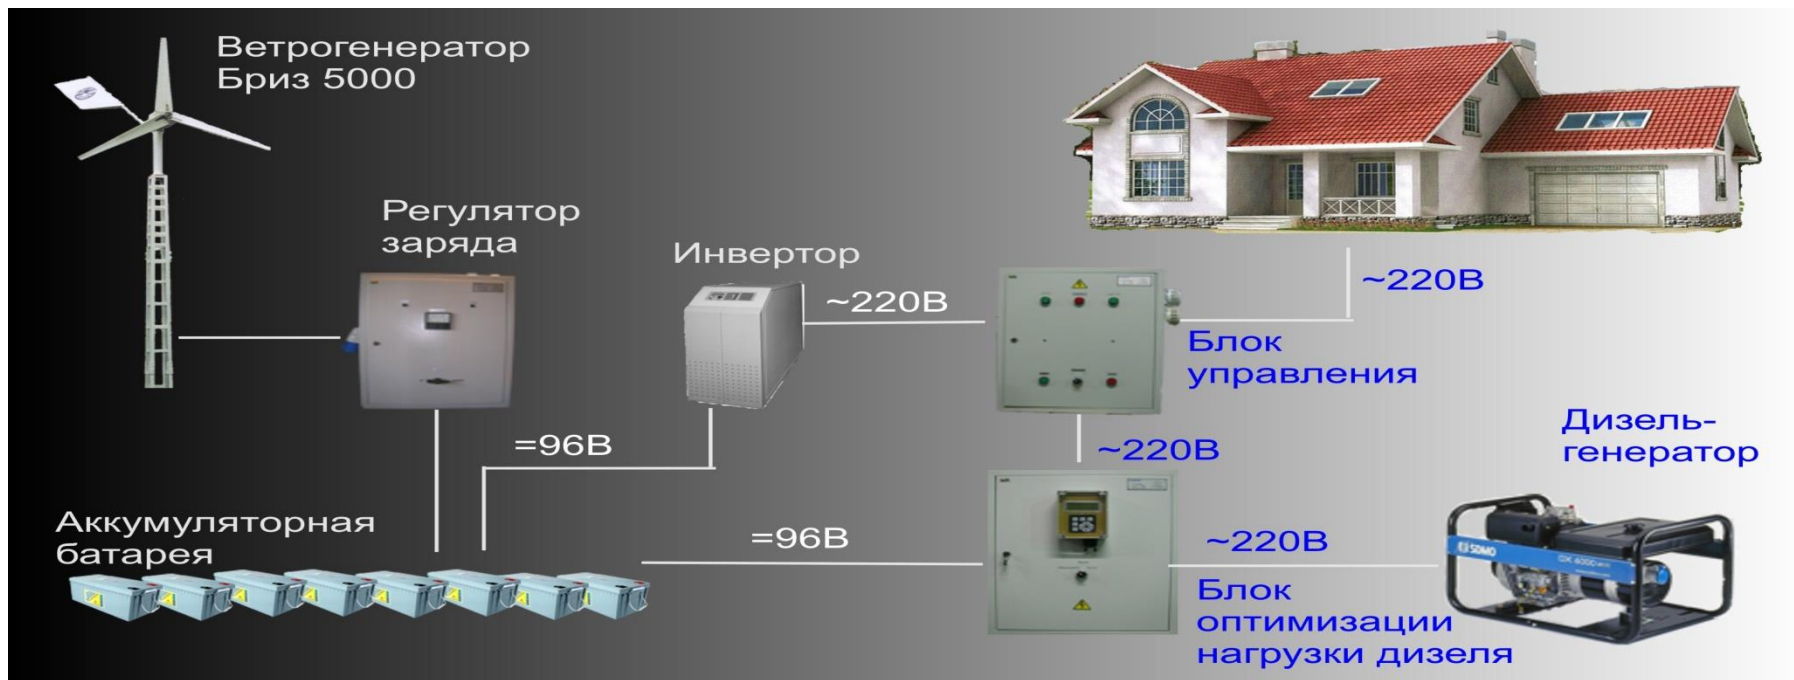 Ветрогенератор
Бриз 5000
Регулятор
заряда
Инвертор
~220В
~220В
Блок
управления
Дизель-
генератор
=96В
~220В
Аккумуляторная
батарея
=96В
~220В
SDMO
Блок
оптимизации
нагрузки дизеля